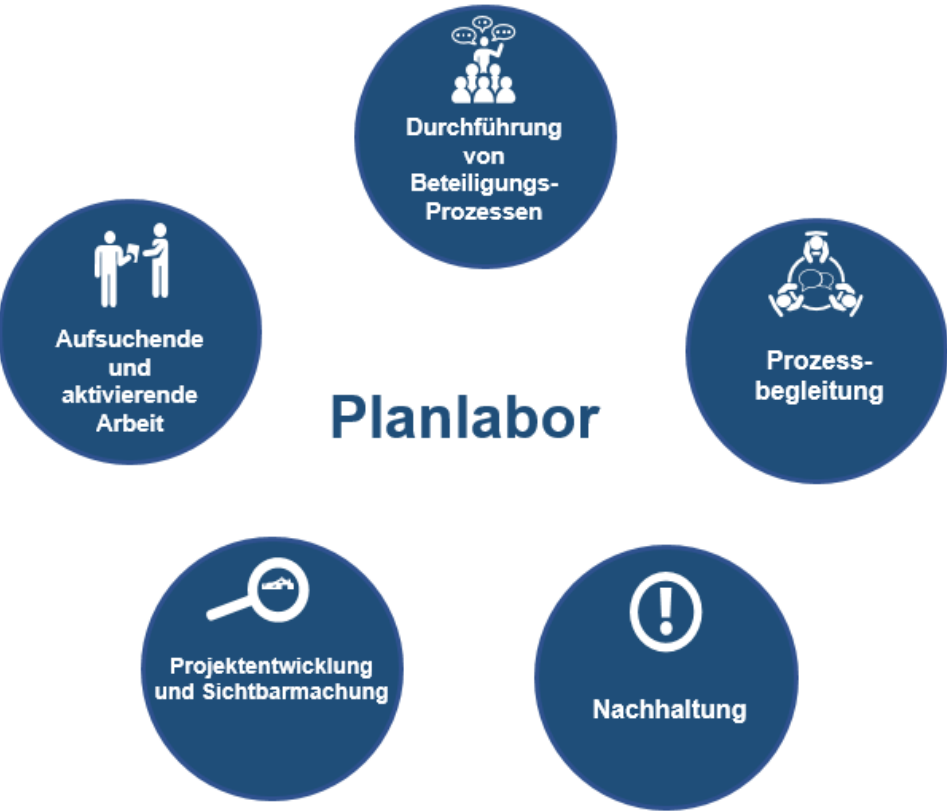 Durchführung
von
Beteiligungs-
Prozessen
Aufsuchende
und
aktivierende
Arbeit
Prozess-
begleitung
Planlabor
Projektentwicklung
und Sichtbarmachung
Nachhaltung